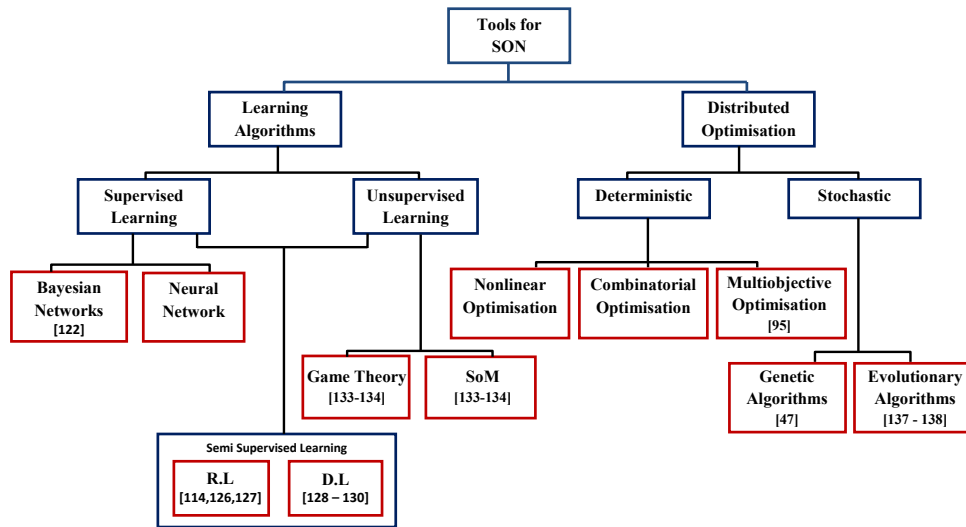 Tools for
SON
Learning
Algorithms
Distributed
Optimisation
Supervised
Learning
Unsupervised
Learning
Deterministic
Stochastic
Bayesian
Networks
[122]
Neural
Network
Nonlinear
Optimisation
Combinatorial
Optimisation
Multiobjective
Optimisation
[95]
Game Theory
[133-134]
SoM
[133-134]
Genetic
Algorithms
[47]
Evolutionary
Algorithms
[137 - 138]
Semi Supervised Learning
R.L
[114,126,127]
D.L
[128 – 130]